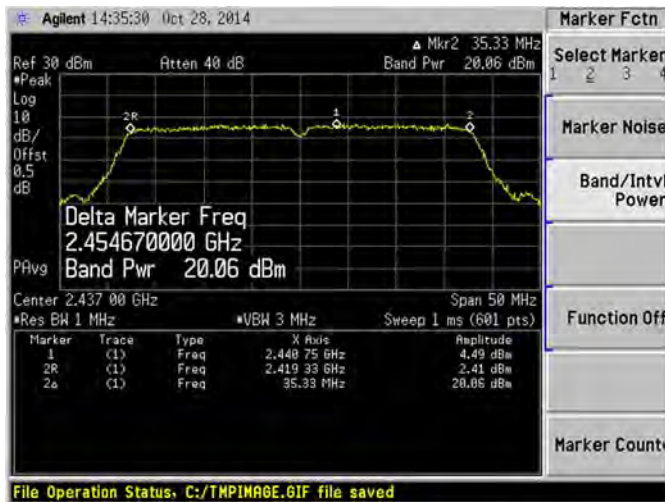 Agilent 14:35:30 Oct 28, 2014
Marker Fctn
Δ Mkr2 35.33 MHz
Ref 30 dBm Atten 40 dB Band Pwr 20.06 dBm
#Peak
Log
10
dB/
Offst
0.5
dB
2R
1
2
Delta Marker Freq
2.454670000 GHz
Band Pwr 20.06 dBm
PAvg
Center 2.437 00 GHz Span 50 MHz
#Res BW 1 MHz #VBW 3 MHz Sweep 1 ms (601 pts)
Marker Trace Type X Axis Amplitude
1 (1) Freq 2.440 75 GHz 4.49 dBm
2R (1) Freq 2.419 33 GHz 2.41 dBm
2Δ (1) Freq 35.33 MHz 20.06 dBm
File Operation Status, C:/TMPIMAGE.GIF file saved
Select Marker
1 2 3
Marker Noise
Band/Intvl
Power
Function Off
Marker Count